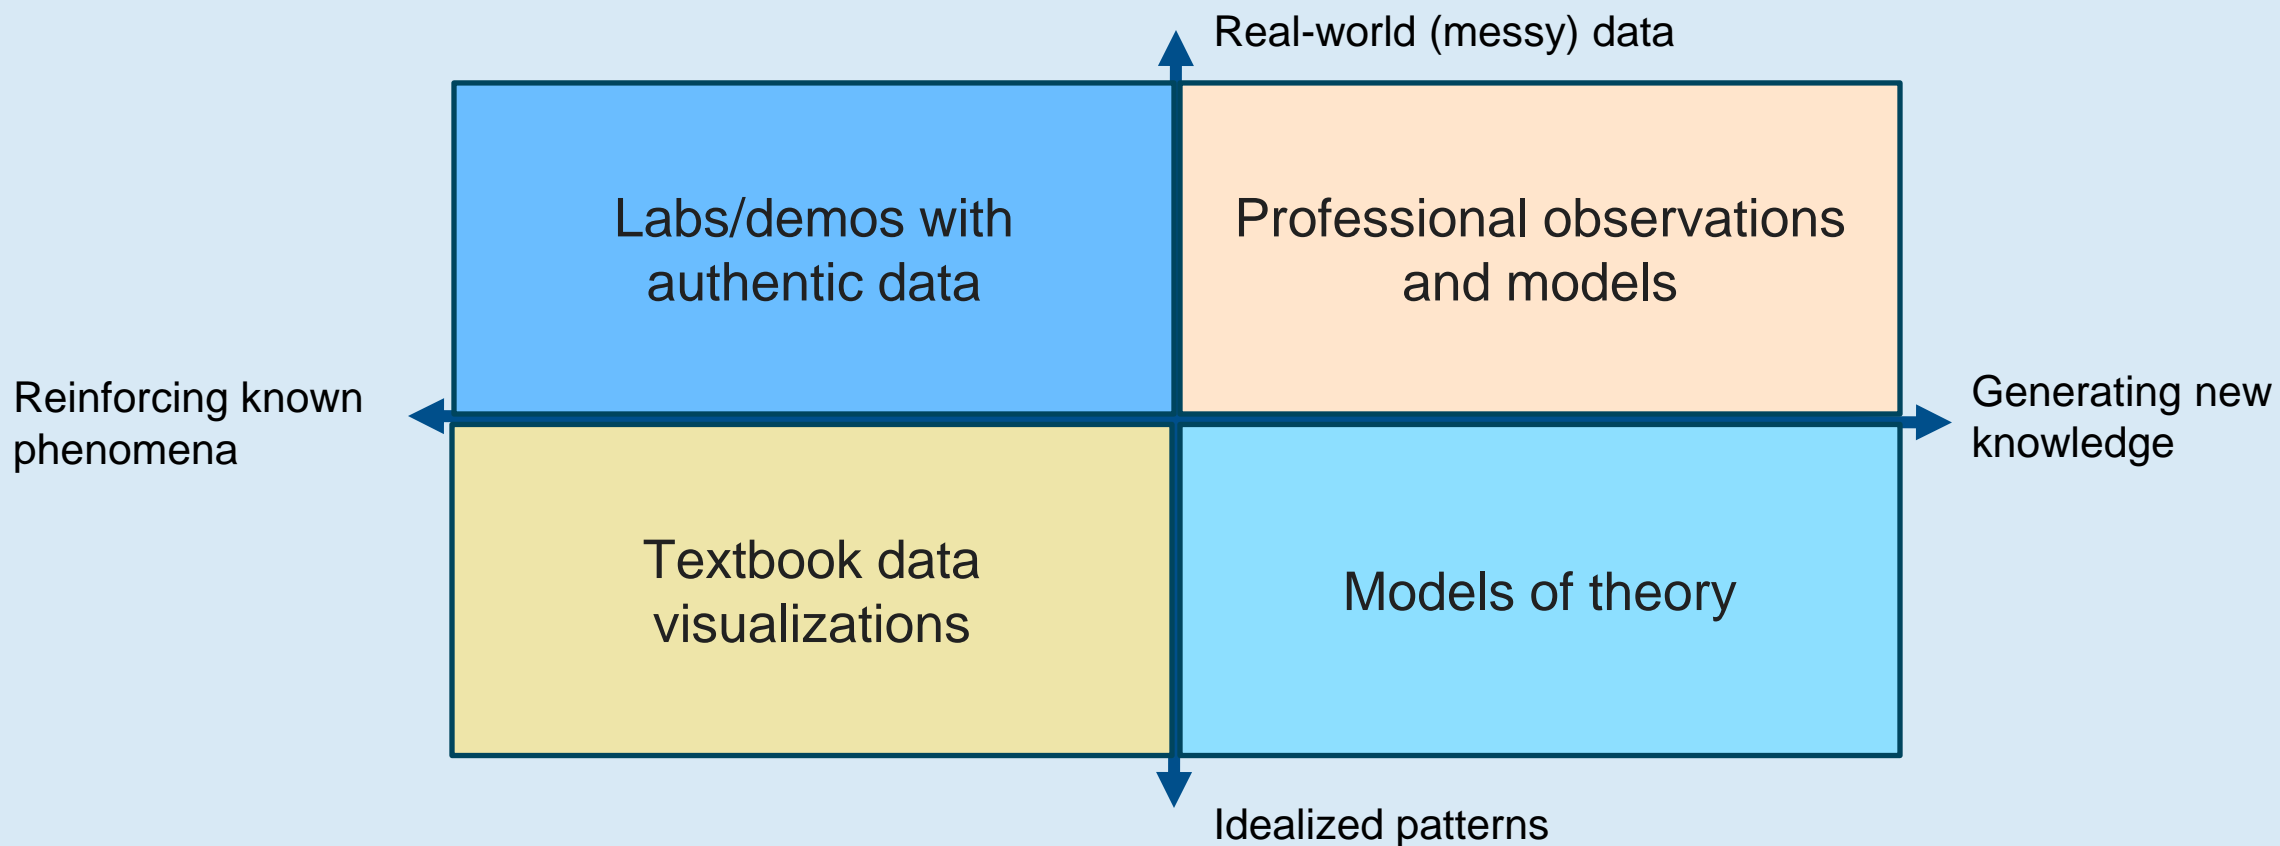 Real-world (messy) data
Labs/demos with
authentic data
Professional observations
and models
Reinforcing known
phenomena
Generating new
knowledge
Textbook data
visualizations
Models of theory
Idealized patterns